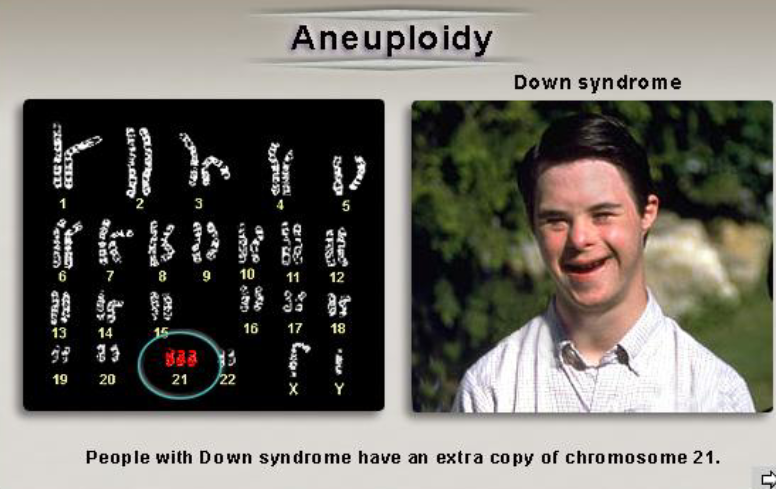 Aneuploidy
Down syndrome
1 2 3 4 5
6 7 8 9 10 11 12
13 14 15 16 17 18
19 20 21 22 X Y
People with Down syndrome have an extra copy of chromosome 21.